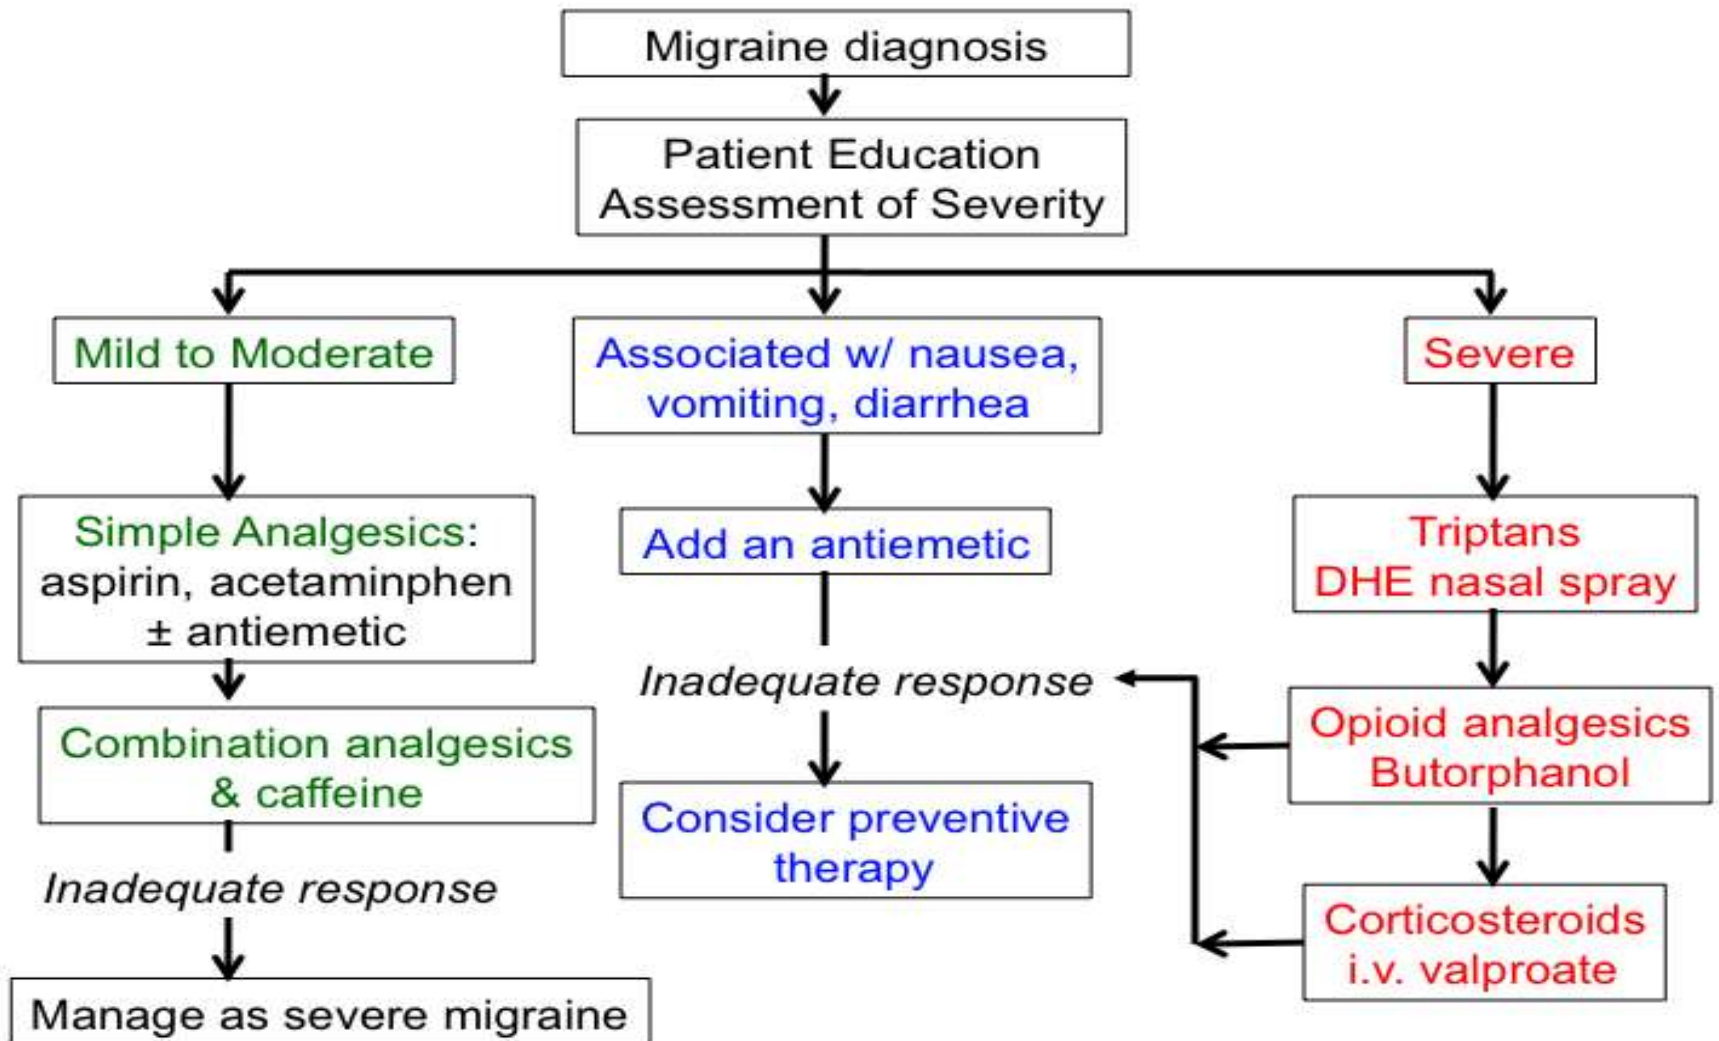 Migraine diagnosis
Patient Education
Assessment of Severity
Mild to Moderate
Associated w/ nausea,
vomiting, diarrhea
Severe
Simple Analgesics:
aspirin, acetaminphen
± antiemetic
Add an antiemetic
Triptans
DHE nasal spray
Combination analgesics
& caffeine
Inadequate response
Opioid analgesics
Butorphanol
Inadequate response
Consider preventive
therapy
Corticosteroids
i.v. valproate
Manage as severe migraine